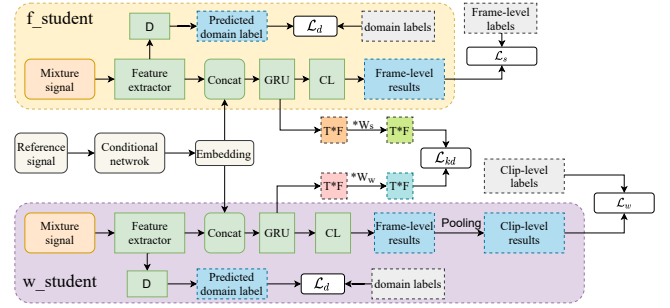 f_student
D
Predicted
domain label
ℒd
domain labels
Frame-level
labels
Mixture
signal
Feature
extractor
Concat
GRU
CL
Frame-level
results
ℒs
T*F
*Ws
T*F
Reference
signal
Conditional
netwrok
Embedding
ℒkd
T*F
*Ww
T*F
Clip-level
labels
Mixture
signal
Feature
extractor
Concat
GRU
CL
Frame-level
results
Pooling
Clip-level
results
ℒw
w_student
D
Predicted
domain label
ℒd
domain labels